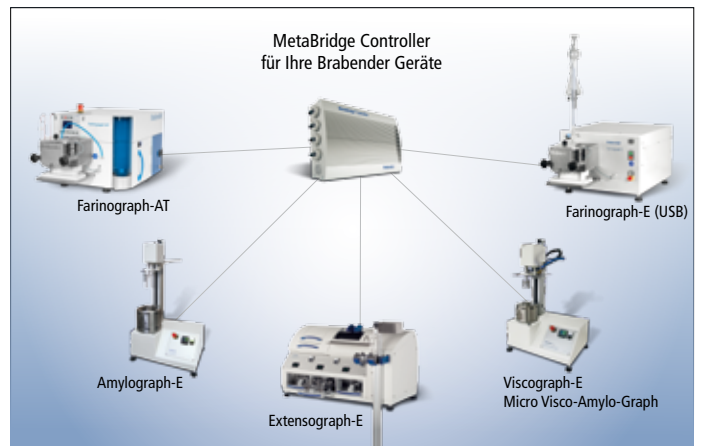 MetaBridge Controller
für Ihre Brabender Geräte
Farinograph-AT
Farinograph-E (USB)
Amylograph-E
Extensograph-E
Viscograph-E
Micro Visco-Amylo-Graph